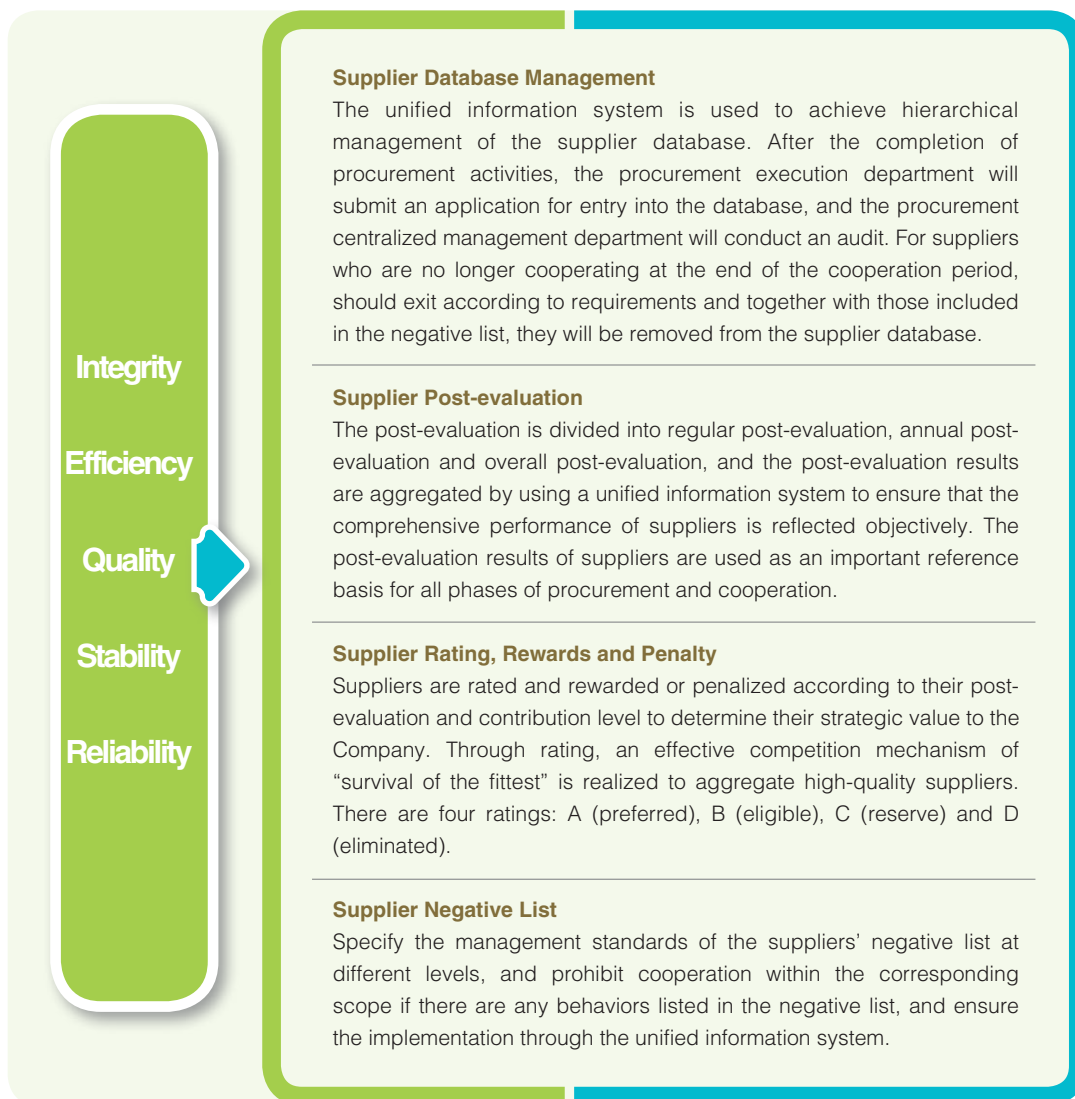 Integrity
Efficiency
Quality
Stability
Reliability
Supplier Database Management
The unified information system is used to achieve hierarchical
management of the supplier database. After the completion of
procurement activities, the procurement execution department will
submit an application for entry into the database, and the procurement
centralized management department will conduct an audit. For suppliers
who are no longer cooperating at the end of the cooperation period,
should exit according to requirements and together with those included
in the negative list, they will be removed from the supplier database.
Supplier Post-evaluation
The post-evaluation is divided into regular post-evaluation, annual post-
evaluation and overall post-evaluation, and the post-evaluation results
are aggregated by using a unified information system to ensure that the
comprehensive performance of suppliers is reflected objectively. The
post-evaluation results of suppliers are used as an important reference
basis for all phases of procurement and cooperation.
Supplier Rating, Rewards and Penalty
Suppliers are rated and rewarded or penalized according to their post-
evaluation and contribution level to determine their strategic value to the
Company. Through rating, an effective competition mechanism of
“survival of the fittest” is realized to aggregate high-quality suppliers.
There are four ratings: A (preferred), B (eligible), C (reserve) and D
(eliminated).
Supplier Negative List
Specify the management standards of the suppliers’ negative list at
different levels, and prohibit cooperation within the corresponding
scope if there are any behaviors listed in the negative list, and ensure
the implementation through the unified information system.